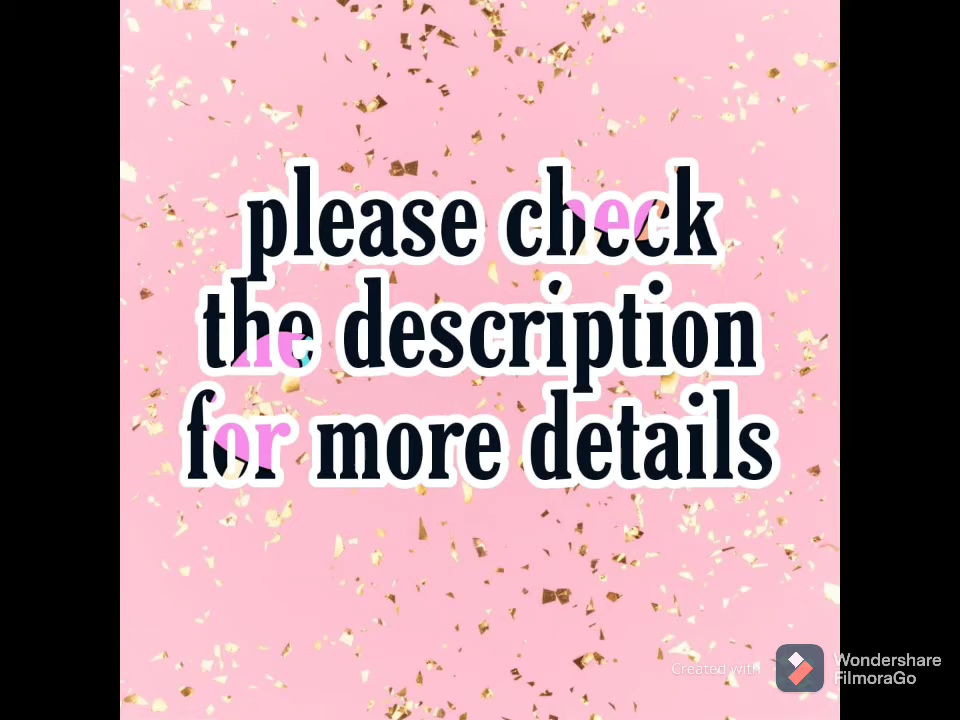 please check
the description
for more details
Created with
Wondershare
FilmoraGo